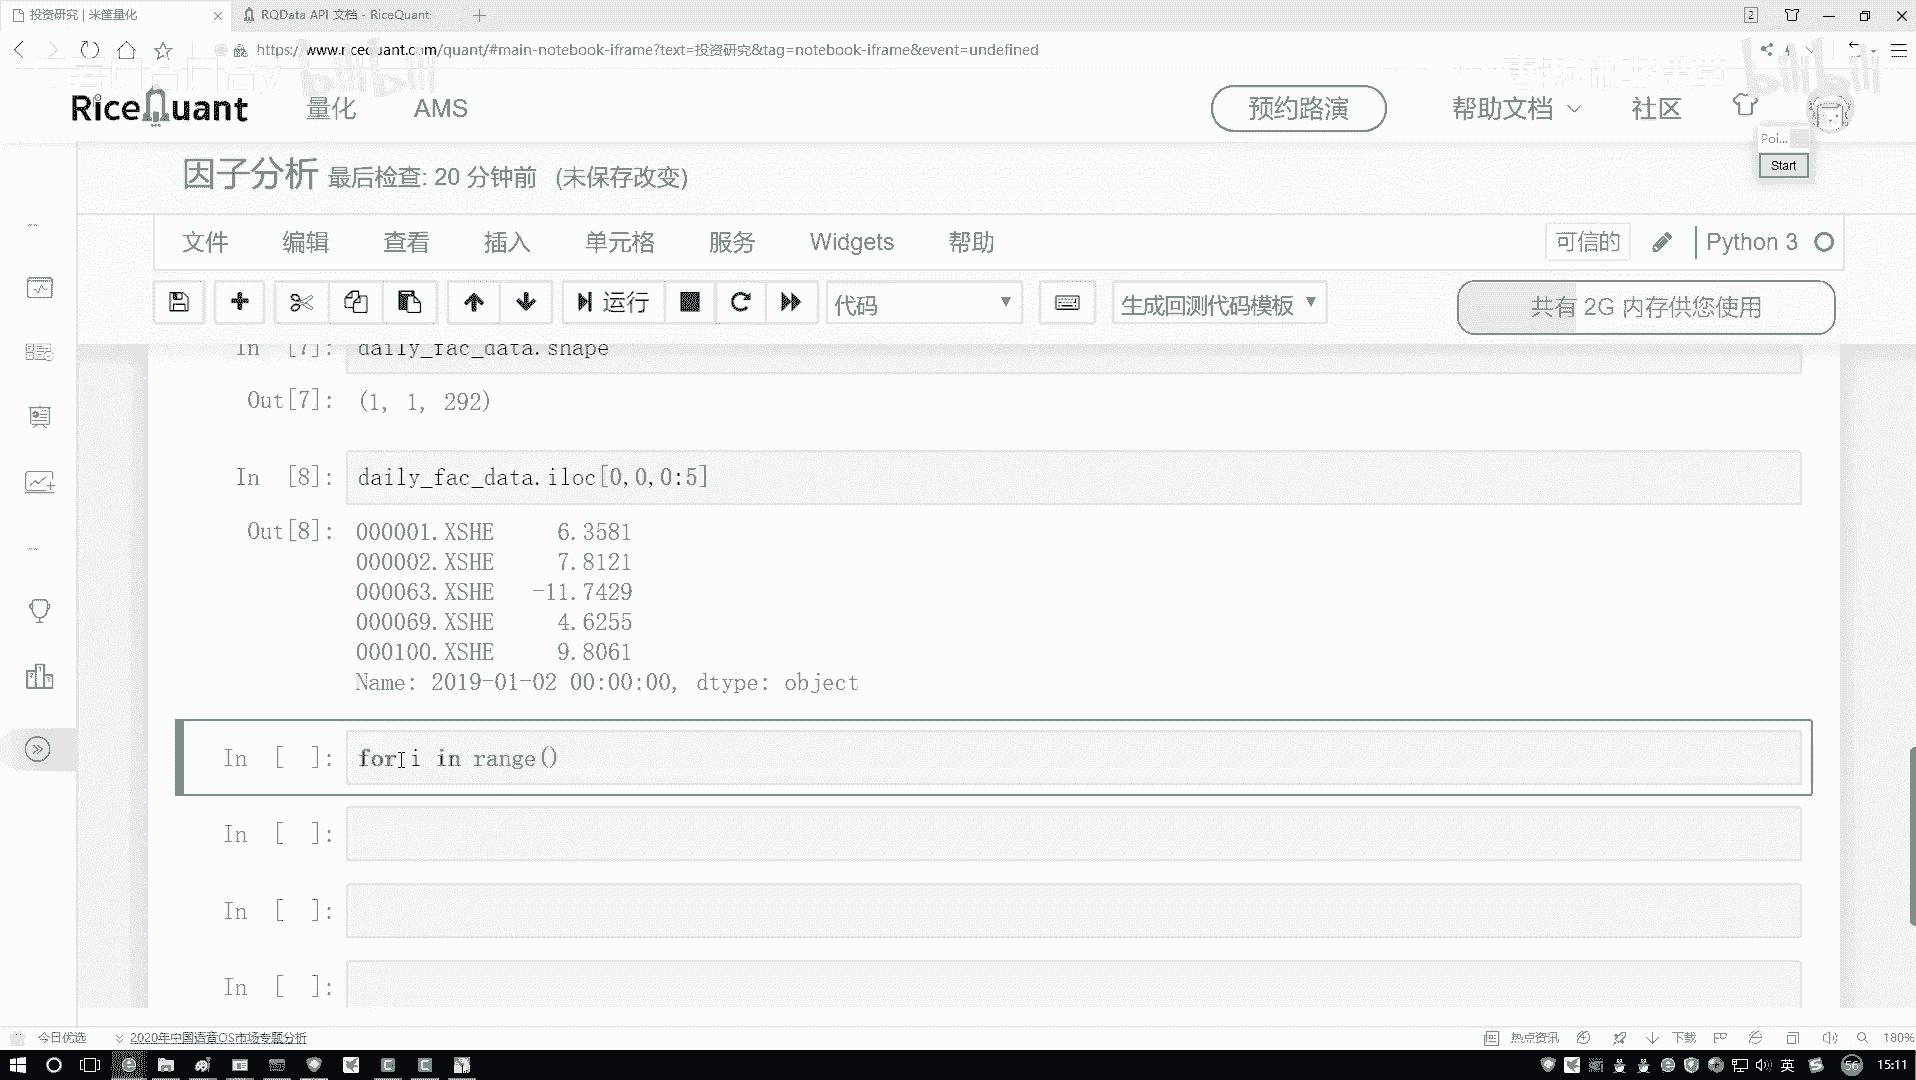 投资研究 | 米筐量化
RQData API 文档 - RiceQuant
2
https://www.ricequant.com/quant/#main-notebook-iframe?text=投资研究&tag=notebook-iframe&event=undefined
bilibili
bilibili
RiceQuant
量化
AMS
预约路演
帮助文档
社区
Poi...
Start
因子分析 最后检查: 20 分钟前 (未保存改变)
文件
编辑
查看
插入
单元格
服务
Widgets
帮助
可信的
Python 3
运行
代码
生成回测代码模板
共有 2G 内存供您使用
In [7]: daily_fac_data.shape
Out[7]: (1, 1, 292)
In [8]: daily_fac_data.iloc[0,0,0:5]
Out[8]: 000001.XSHE 6.3581
000002.XSHE 7.8121
000063.XSHE -11.7429
000069.XSHE 4.6255
000100.XSHE 9.8061
Name: 2019-01-02 00:00:00, dtype: object
In [ ]: for i in range()
In [ ]:
In [ ]:
In [ ]:
今日优选
2020年中国语音OS市场专题分析
热点资讯
下载
180%
英
56
15:11